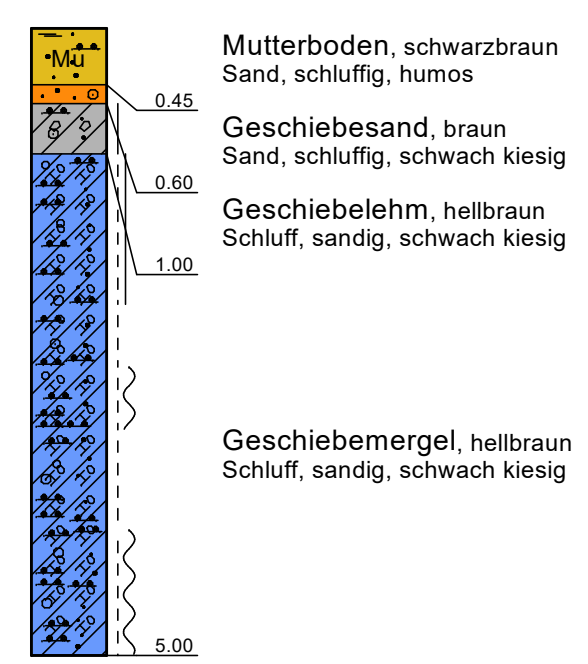 Mu
Mutterboden, schwarzbraun
Sand, schluffig, humos
0.45
Geschiebesand, braun
Sand, schluffig, schwach kiesig
0.60
Geschiebelehm, hellbraun
Schluff, sandig, schwach kiesig
1.00
Geschiebemergel, hellbraun
Schluff, sandig, schwach kiesig
5.00